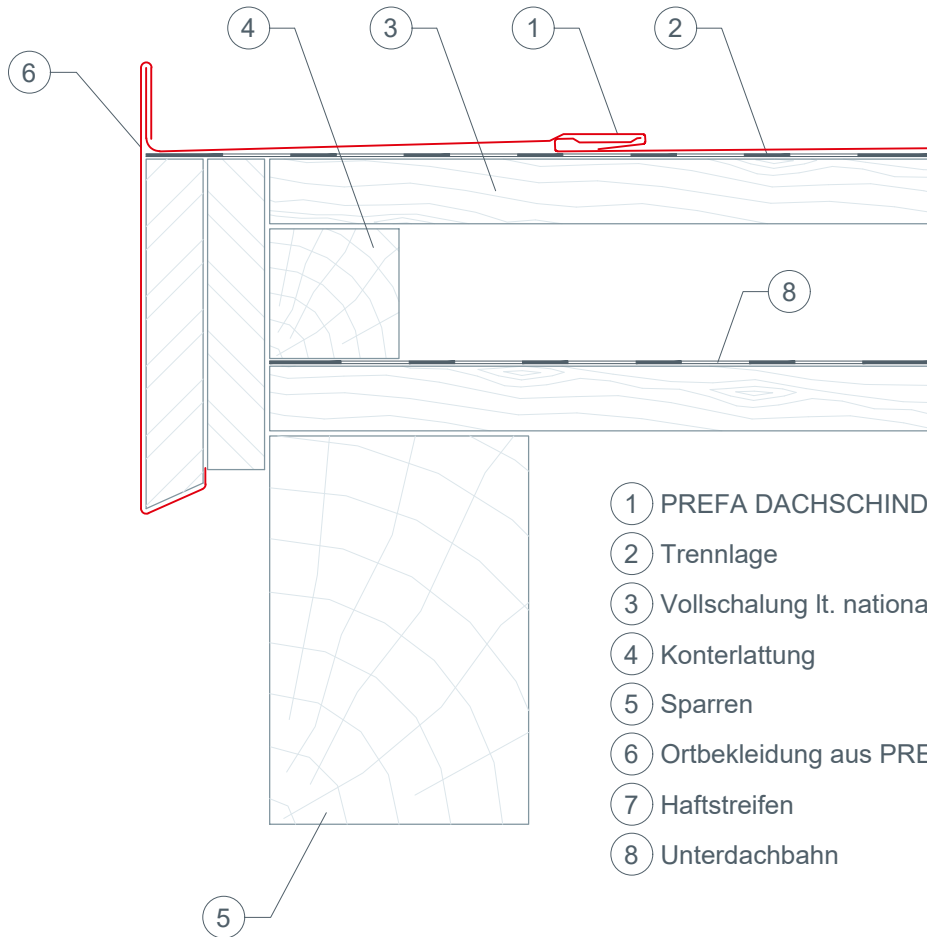 4 3 1 2
6
8
1 PREFA DACHSCHIND
2 Trennlage
3 Vollschalung lt. nationa
4 Konterlattung
5 Sparren
6 Ortbekleidung aus PRE
7 Haftstreifen
8 Unterdachbahn
5